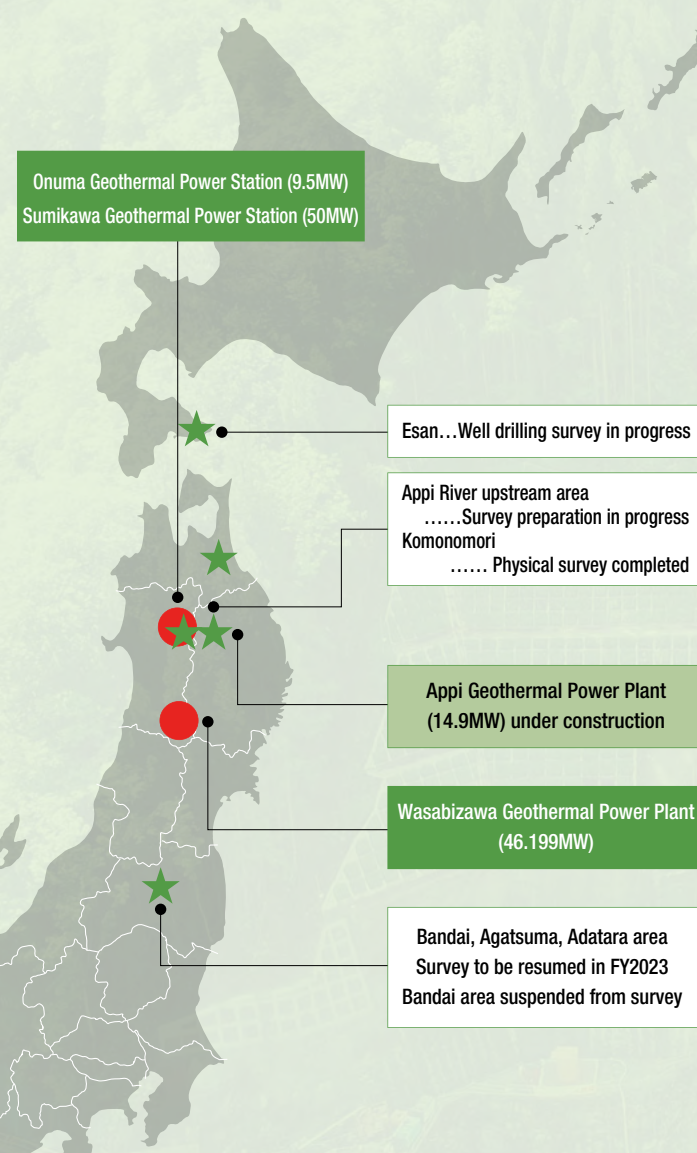 Onuma Geothermal Power Station (9.5MW)
Sumikawa Geothermal Power Station (50MW)
Esan…Well drilling survey in progress
Appi River upstream area
……Survey preparation in progress
Komonomori
…… Physical survey completed
Appi Geothermal Power Plant
(14.9MW) under construction
Wasabizawa Geothermal Power Plant
(46.199MW)
Bandai, Agatsuma, Adatara area
Survey to be resumed in FY2023
Bandai area suspended from survey